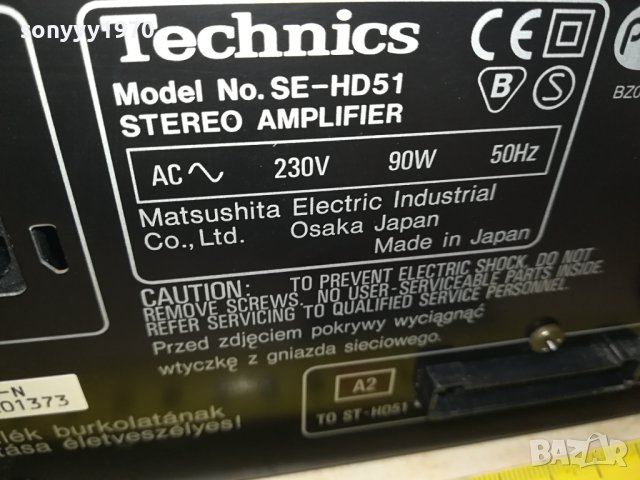 sonyyy1970
Technics
Model No. SE-HD51
STEREO AMPLIFIER
AC 230V 90W 50Hz
Matsushita Electric Industrial
Co., Ltd. Osaka Japan
Made in Japan
CAUTION: TO PREVENT ELECTRIC SHOCK, DO NOT
REMOVE SCREWS. NO USER-SERVICEABLE PARTS INSIDE.
REFER SERVICING TO QUALIFIED SERVICE PERSONNEL.
Przed zdjęciem pokrywy wyciągnąć
wtyczkę z gniazda sieciowego.
CE
B
S
-N
01373
A2
TO ST-HD51
burkolatának
életveszélyes!
BAZAR